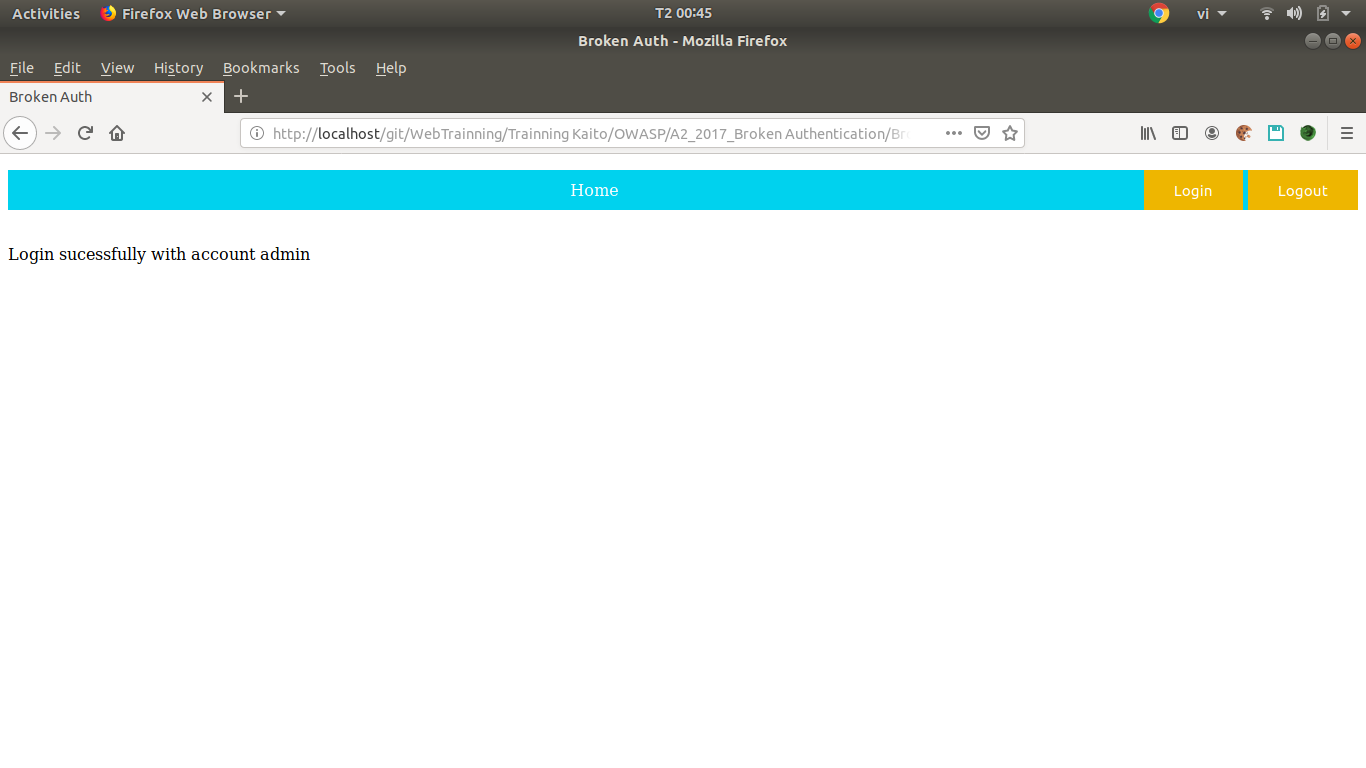 Activities Firefox Web Browser T2 00:45 vi
Broken Auth - Mozilla Firefox
File Edit View History Bookmarks Tools Help
Broken Auth
http://localhost/git/WebTrainning/Trainning Kaito/OWASP/A2_2017_Broken Authentication/Br
Home Login Logout
Login sucessfully with account admin